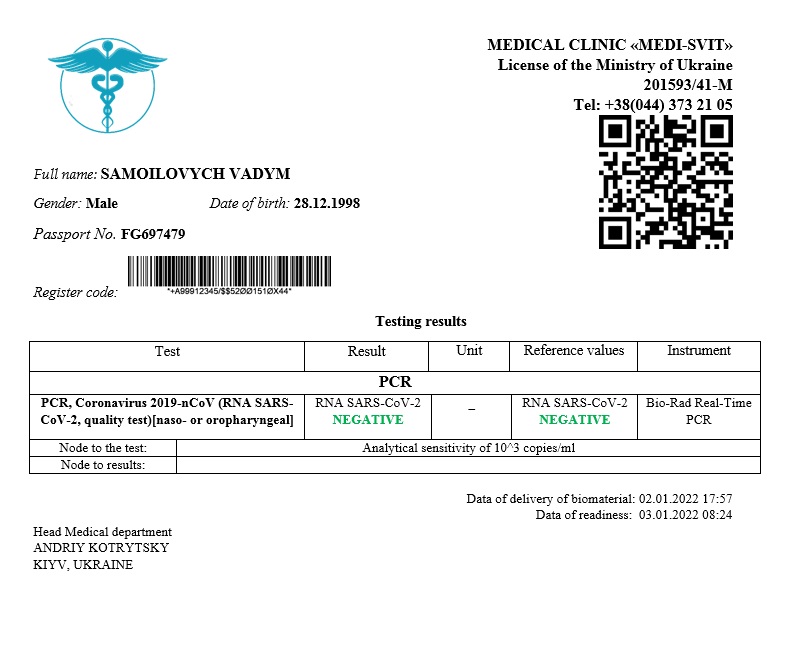 MEDICAL CLINIC «MEDI-SVIT»
License of the Ministry of Ukraine
201593/41-M
Tel: +38(044) 373 21 05
Full name: SAMOILOVYCH VADYM
Gender: Male Date of birth: 28.12.1998
Passport No. FG697479
Register code: *+A99912345/$$52ØØ151ØX44*
Testing results
Test Result Unit Reference values Instrument
PCR
PCR, Coronavirus 2019-nCoV (RNA SARS- RNA SARS-CoV-2 – RNA SARS-CoV-2 Bio-Rad Real-Time
CoV-2, quality test)[naso- or oropharyngeal] NEGATIVE NEGATIVE PCR
Node to the test: Analytical sensitivity of 10^3 copies/ml
Node to results:
Data of delivery of biomaterial: 02.01.2022 17:57
Data of readiness: 03.01.2022 08:24
Head Medical department
ANDRIY KOTRYTSKY
KIYV, UKRAINE